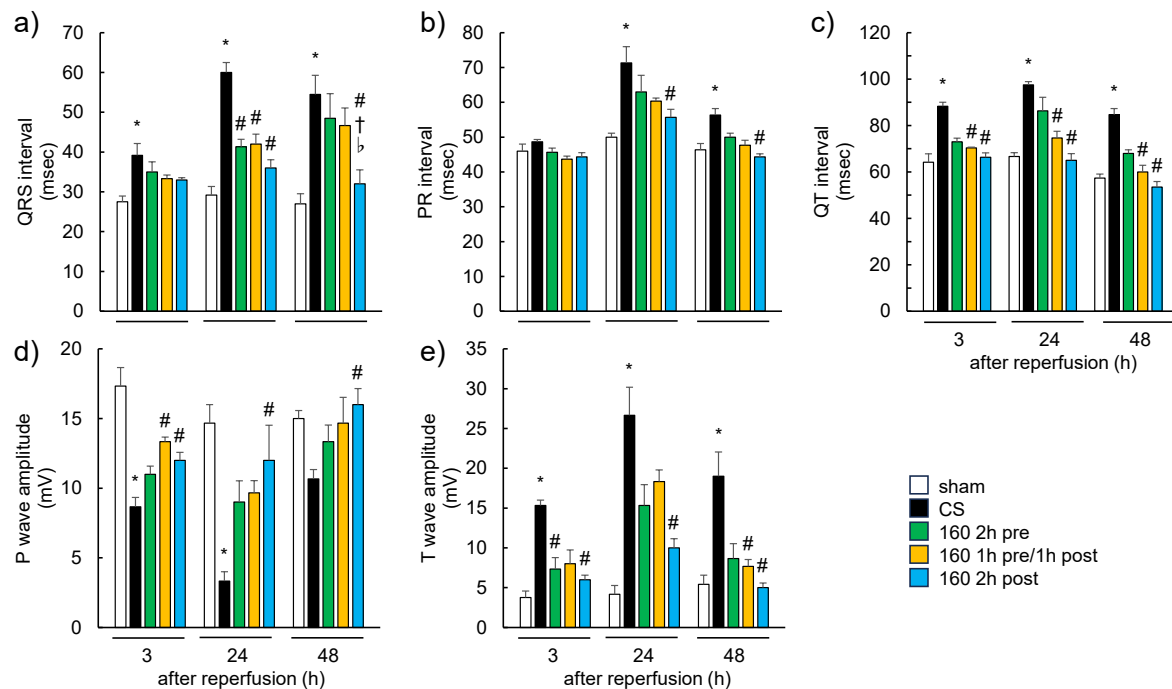 a)
QRS interval
(msec)
70
60
50
40
30
20
10
0
*
*
# # #
*
#
†
♭
b)
PR interval
(msec)
80
70
60
50
40
30
20
10
0
*
#
*
#
c)
QT interval
(msec)
120
100
80
60
40
20
0
*
# #
*
# #
*
# #
3 24 48
after reperfusion (h)
d)
P wave amplitude
(mV)
20
15
10
5
0
*
# #
*
#
#
3 24 48
after reperfusion (h)
e)
T wave amplitude
(mV)
35
30
25
20
15
10
5
0
*
# #
*
#
*
# #
3 24 48
after reperfusion (h)
sham
CS
160 2h pre
160 1h pre/1h post
160 2h post